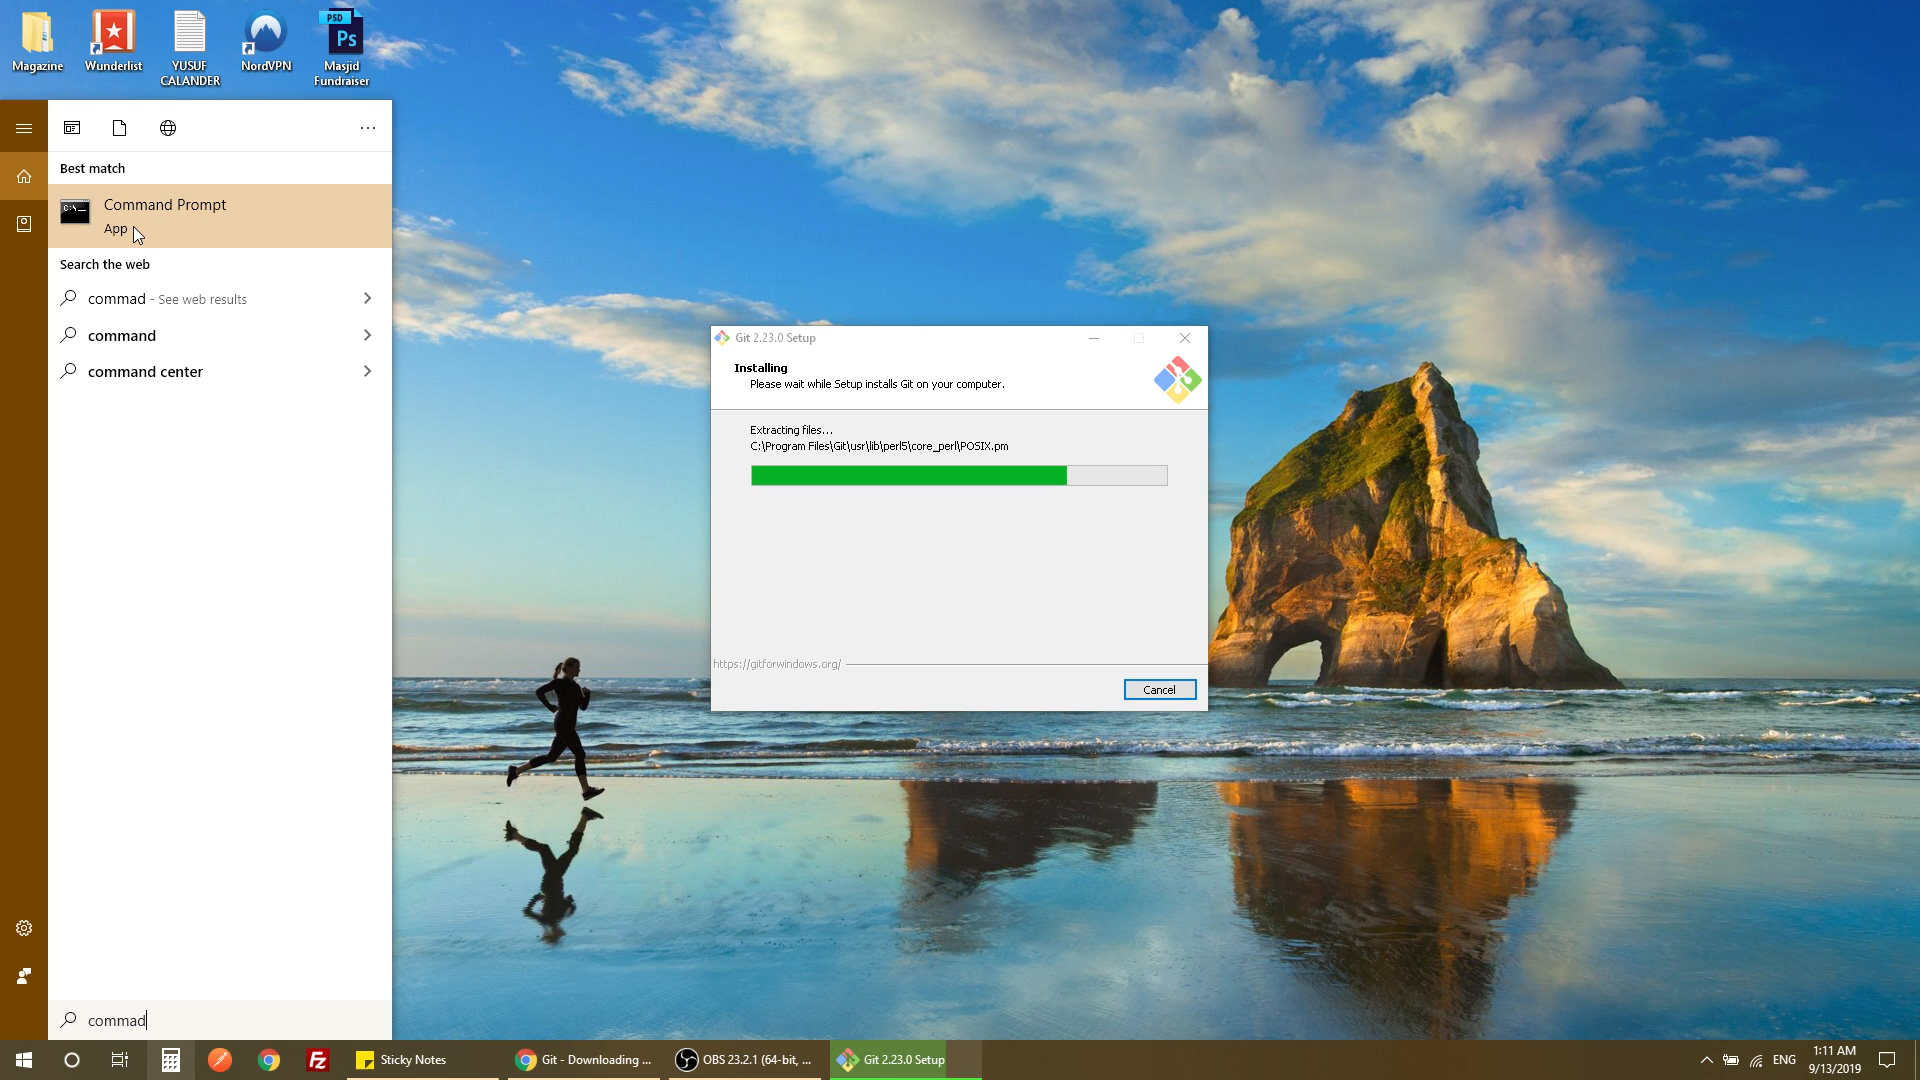 Magazine
Wunderlist
YUSUF
CALANDER
NordVPN
PSD
Ps
Masjid
Fundraiser
Best match
C:\_
Command Prompt
App
Search the web
commad - See web results
command
command center
commad
Git 2.23.0 Setup
Installing
Please wait while Setup installs Git on your computer.
Extracting files...
C:\Program Files\Git\usr\lib\perl5\core_perl\POSIX.pm
https://gitforwindows.org/
Cancel
Fz
Sticky Notes
Git - Downloading ...
OBS 23.2.1 (64-bit, ...
Git 2.23.0 Setup
ENG
1:11 AM
9/13/2019